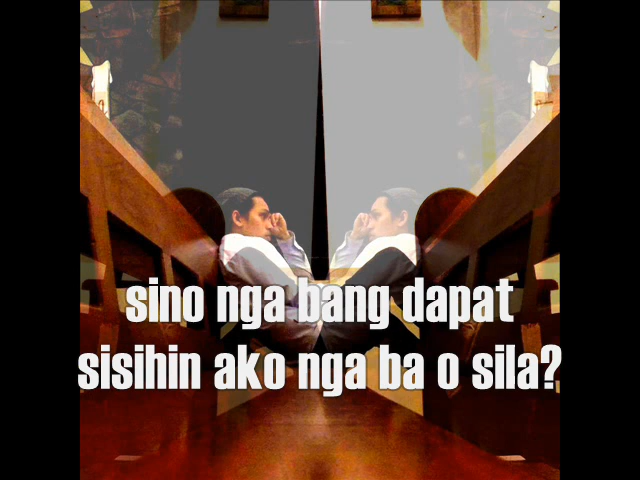 sino nga bang dapat
sisihin ako nga ba o sila?